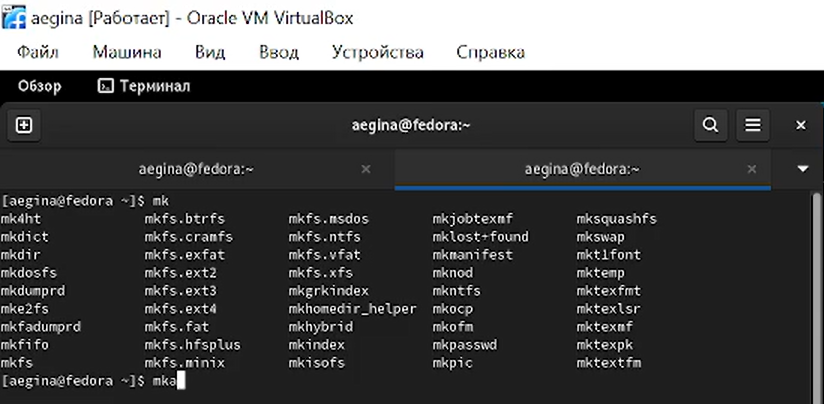 aegina [Работает] - Oracle VM VirtualBox
Файл Машина Вид Ввод Устройства Справка
Обзор Терминал
aegina@fedora:~
aegina@fedora:~ aegina@fedora:~
[aegina@fedora ~]$ mk
mk4ht mkfs.btrfs mkfs.msdos mkjobtexmf mksquashfs
mkdict mkfs.cramfs mkfs.ntfs mklost+found mkswap
mkdir mkfs.exfat mkfs.vfat mkmanifest mkt1font
mkdosfs mkfs.ext2 mkfs.xfs mknod mktemp
mkdumprd mkfs.ext3 mkgrkindex mkntfs mktexfmt
mke2fs mkfs.ext4 mkhomedir_helper mkocp mktexlsr
mkfadumprd mkfs.fat mkhybrid mkofm mktexmf
mkfifo mkfs.hfsplus mkindex mkpasswd mktexpk
mkfs mkfs.minix mkisofs mkpic mktextfm
[aegina@fedora ~]$ mka